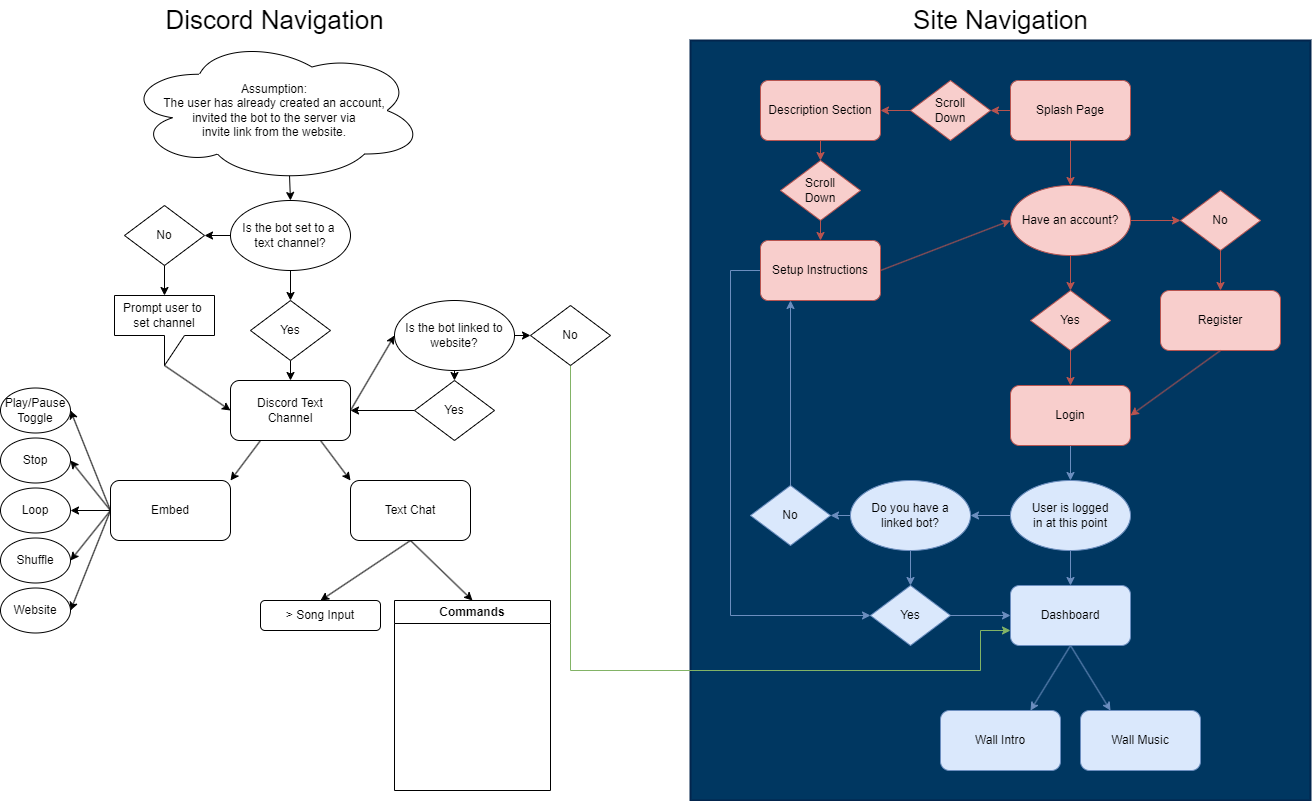 Discord Navigation
Assumption:
The user has already created an account,
invited the bot to the server via
invite link from the website.
Is the bot set to a
text channel?
No
Prompt user to
set channel
Yes
Is the bot linked to
website?
No
Yes
Discord Text
Channel
Play/Pause
Toggle
Stop
Loop
Shuffle
Website
Embed
Text Chat
> Song Input
Commands
Site Navigation
Description Section
Scroll
Down
Splash Page
Scroll
Down
Have an account?
No
Setup Instructions
Yes
Register
Login
No
Do you have a
linked bot?
User is logged
in at this point
Yes
Dashboard
Wall Intro
Wall Music